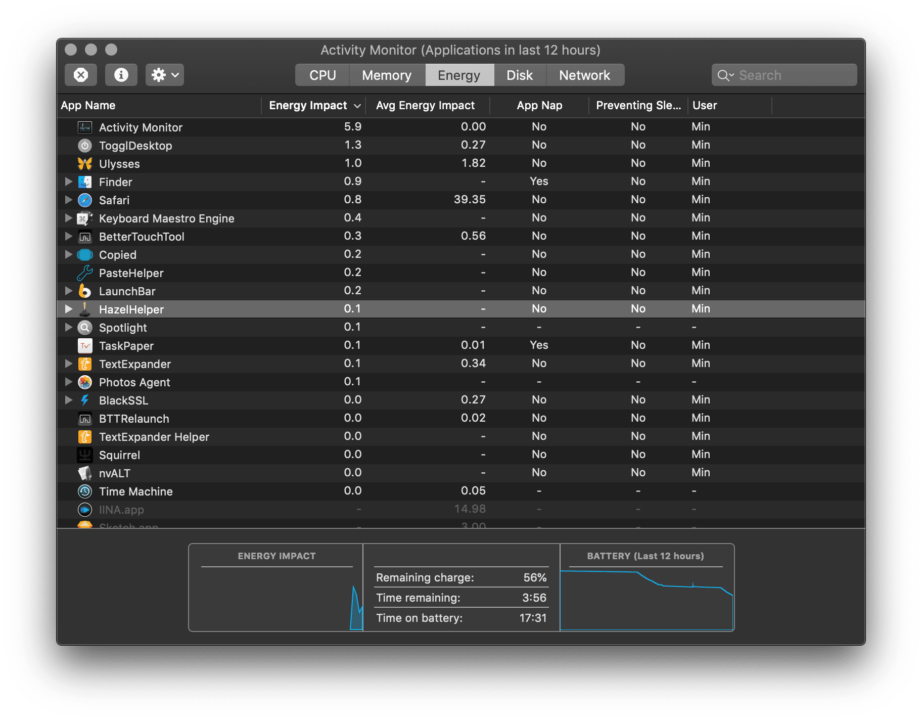 Activity Monitor (Applications in last 12 hours)
CPU Memory Energy Disk Network Search
App Name Energy Impact Avg Energy Impact App Nap Preventing Sle... User
Activity Monitor 5.9 0.00 No No Min
TogglDesktop 1.3 0.27 No No Min
Ulysses 1.0 1.82 No No Min
Finder 0.9 - Yes No Min
Safari 0.8 39.35 No No Min
Keyboard Maestro Engine 0.4 - No No Min
BetterTouchTool 0.3 0.56 No No Min
Copied 0.2 - No No Min
PasteHelper 0.2 - No No Min
LaunchBar 0.2 - No No Min
HazelHelper 0.1 - No No Min
Spotlight 0.1 - - - -
TaskPaper 0.1 0.01 Yes No Min
TextExpander 0.1 0.34 No No Min
Photos Agent 0.1 - - - -
BlackSSL 0.0 0.27 No No Min
BTTRelaunch 0.0 0.02 No No Min
TextExpander Helper 0.0 - No No Min
Squirrel 0.0 - No No Min
nvALT 0.0 - No No Min
Time Machine 0.0 0.05 - - -
IINA.app - 14.98 - - -
Sketch.app - 3.00 - - -
ENERGY IMPACT BATTERY (Last 12 hours)
Remaining charge: 56%
Time remaining: 3:56
Time on battery: 17:31